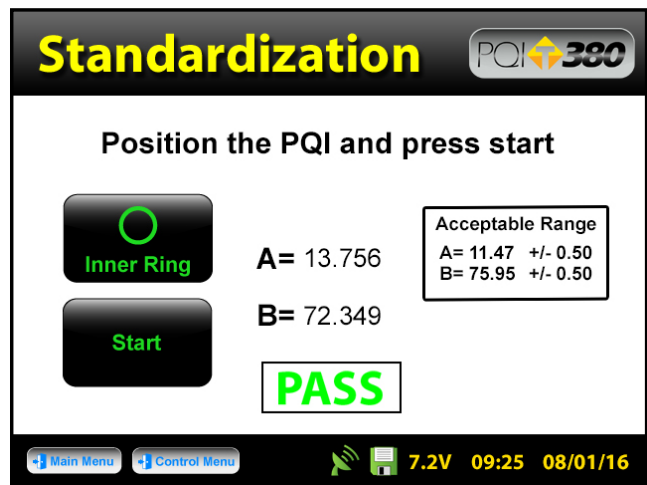 Standardization
PQI T 380
Position the PQI and press start
Inner Ring
Start
A= 13.756
B= 72.349
PASS
Acceptable Range
A= 11.47 +/- 0.50
B= 75.95 +/- 0.50
Main Menu
Control Menu
7.2V 09:25 08/01/16